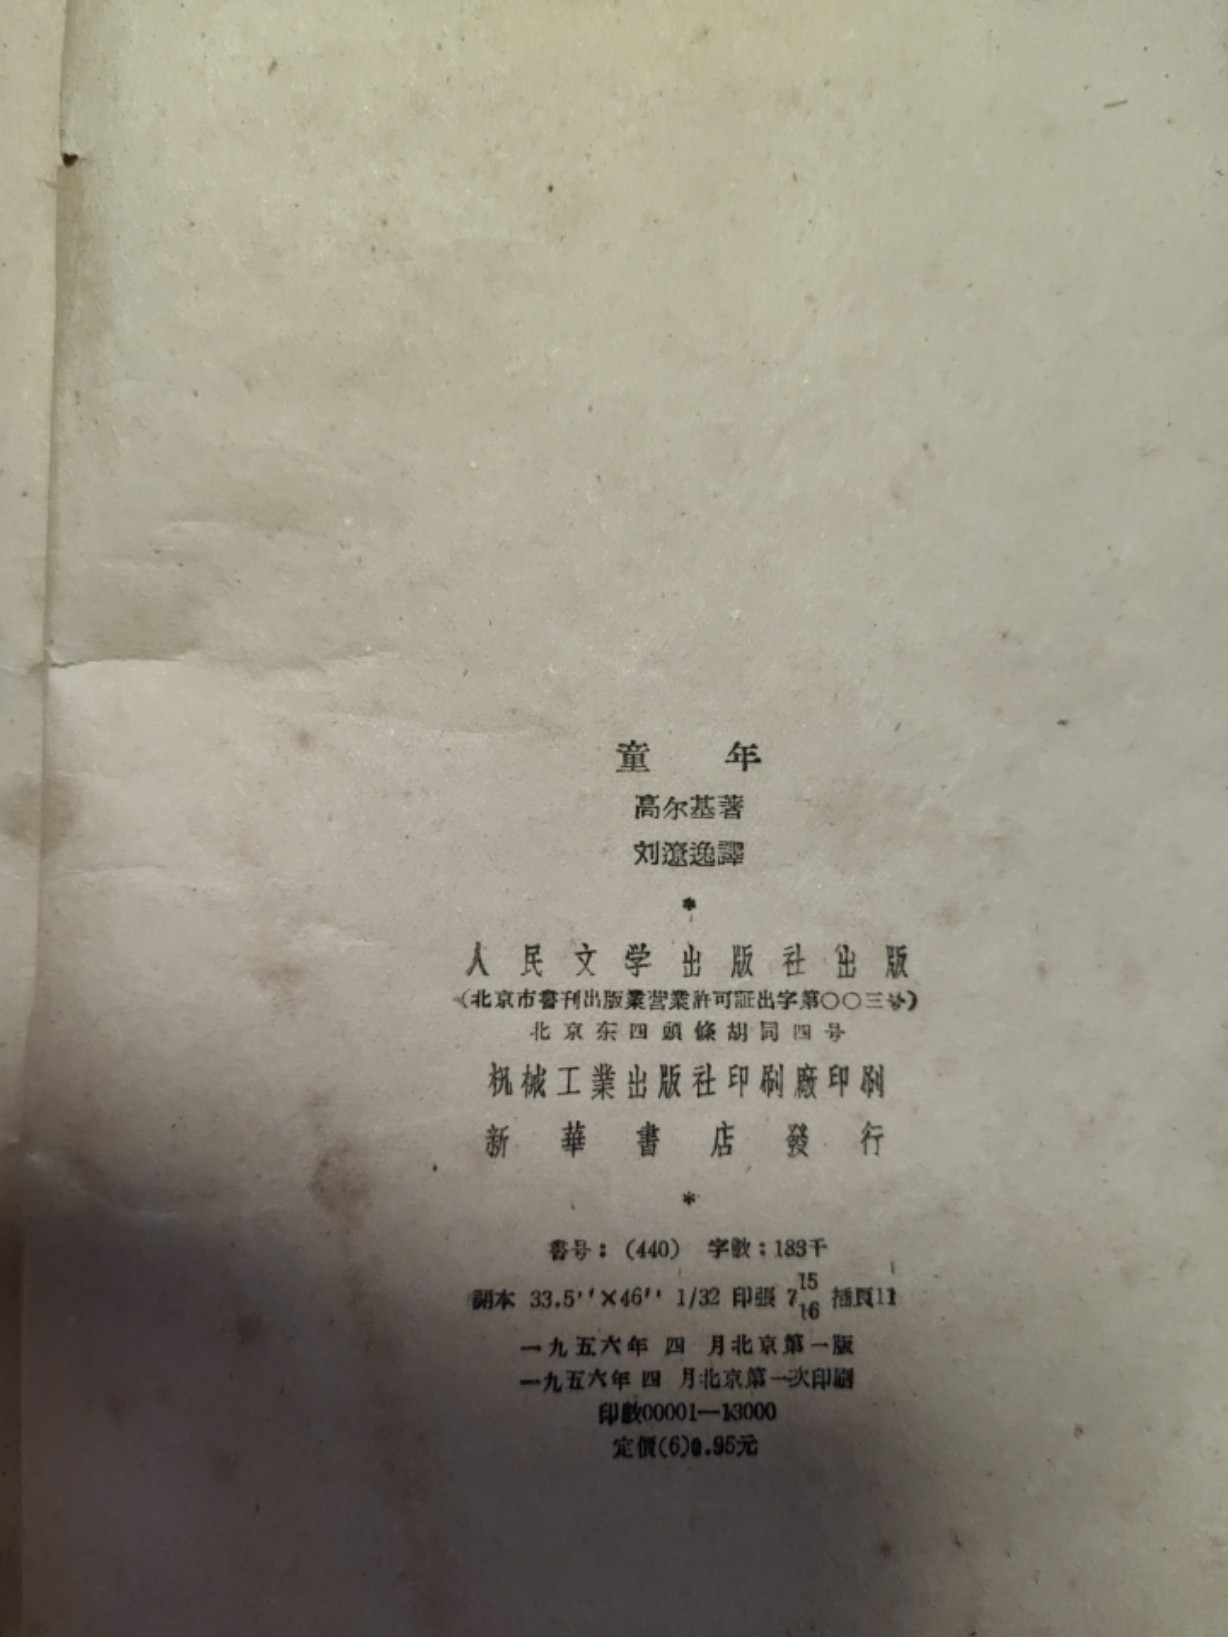 童 年
高尔基著
刘遼逸譯
*
人民文学出版社出版
(北京市書刊出版業営業許可証出字第〇〇三号)
北京东四頭條胡同四号
机械工業出版社印刷廠印刷
新華書店發行
*
書号：(440) 字数：183千
開本 33.5''×46'' 1/32 印張 7 15/16 插頁11
一九五六年 四 月北京第一版
一九五六年 四 月北京第一次印刷
印数00001—13000
定價(6)0.95元